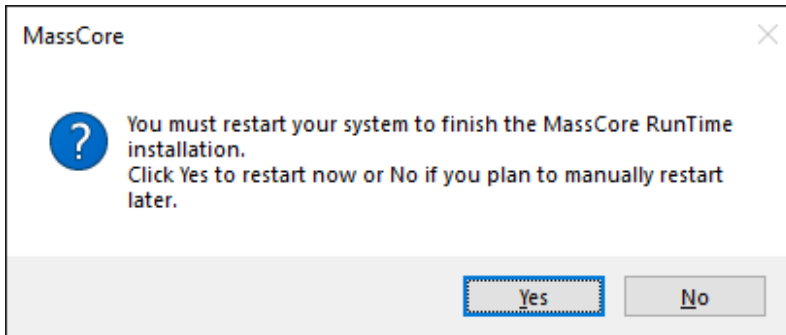 MassCore
You must restart your system to finish the MassCore RunTime
installation.
Click Yes to restart now or No if you plan to manually restart
later.
Yes
No